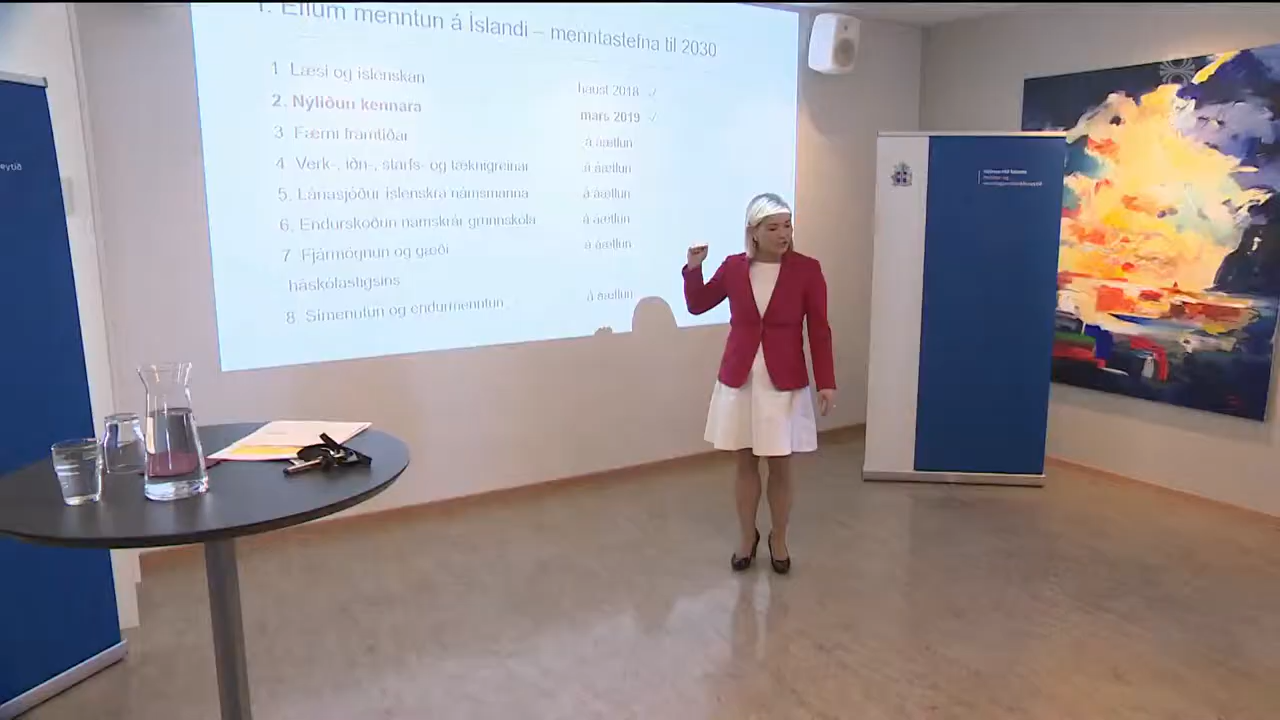 1. Eflum menntun á Íslandi – menntastefna til 2030
1 Læsi og íslenskan haust 2018 ✓
2. Nýliðun kennara mars 2019 ✓
3 Færni framtíðar á áætlun
4 Verk-, iðn-, starfs- og tæknigreinar á áætlun
5. Lánasjóður íslenskra námsmanna á áætlun
6. Endurskoðun námskrár grunnskóla á áætlun
7 Fjármögnun og gæði á áætlun
háskólastigsins
8 Símenntun og endurmenntun á áætlun